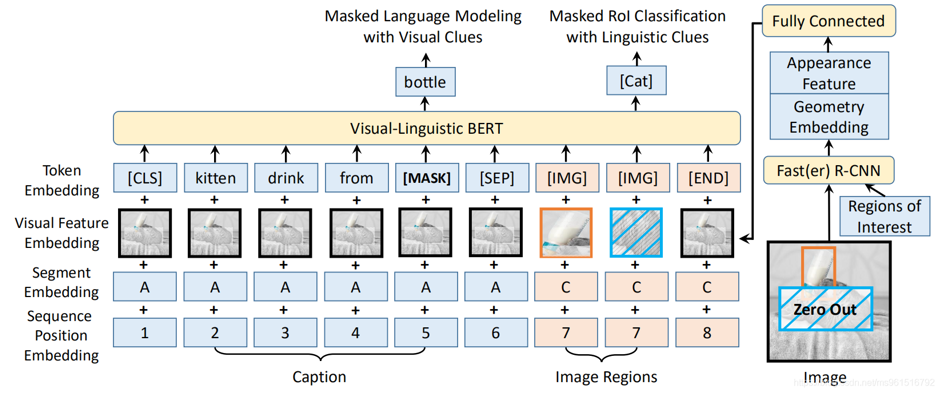 Masked Language Modeling
with Visual Clues
Masked RoI Classification
with Linguistic Clues
Fully Connected
bottle
[Cat]
Appearance
Feature
Geometry
Embedding
Visual-Linguistic BERT
Fast(er) R-CNN
Regions of
Interest
Token
Embedding
[CLS] kitten drink from [MASK] [SEP] [IMG] [IMG] [END]
+ + + + + + + + +
Visual Feature
Embedding
+ + + + + + + + +
Segment
Embedding
A A A A A A C C C
+ + + + + + + + +
Sequence
Position
Embedding
1 2 3 4 5 6 7 7 8
Caption
Image Regions
Zero Out
Image